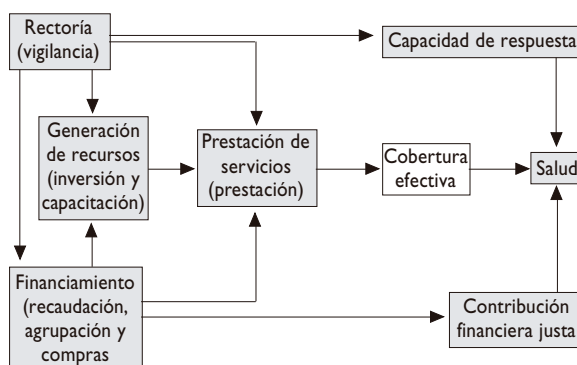 Rectoría
(vigilancia)
Capacidad de respuesta
Generación
de recursos
(inversión y
capacitación)
Prestación de
servicios
(prestación)
Cobertura
efectiva
Salud
Financiamiento
(recaudación,
agrupación y
compras
Contribución
financiera justa